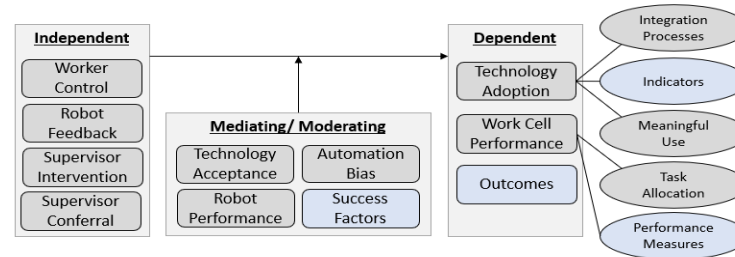 Independent
Worker
Control
Robot
Feedback
Supervisor
Intervention
Supervisor
Conferral
Mediating/ Moderating
Technology
Acceptance
Automation
Bias
Robot
Performance
Success
Factors
Dependent
Technology
Adoption
Work Cell
Performance
Outcomes
Integration
Processes
Indicators
Meaningful
Use
Task
Allocation
Performance
Measures